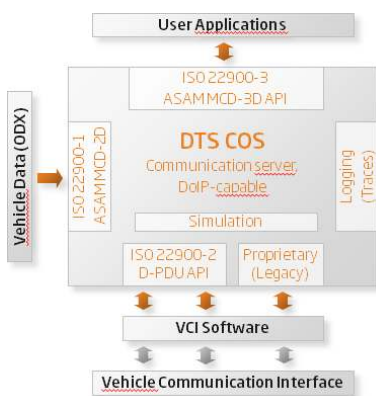 User Applications
ISO 22900-3
ASAM MCD-3D API
Vehicle Data (ODX)
ISO 22900-1
ASAM MCD-2D
DTS COS
Communication server,
DoIP-capable
Logging
(Traces)
Simulation
ISO 22900-2
D-PDU API
Proprietary
(Legacy)
VCI Software
Vehicle Communication Interface